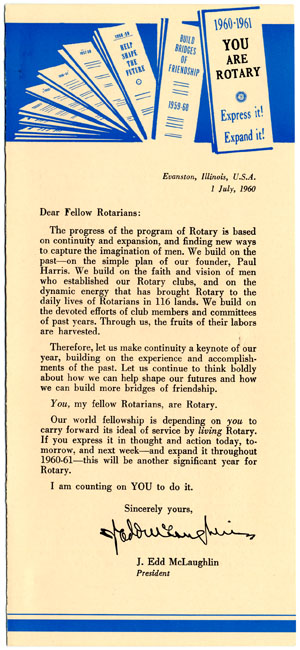 1958-59
HELP
SHAPE
THE
FUTURE
BUILD
BRIDGES
OF
FRIENDSHIP
1959-60
1960-1961
YOU
ARE
ROTARY
Express it!
Expand it!
Evanston, Illinois, U.S.A.
1 July, 1960
Dear Fellow Rotarians:
The progress of the program of Rotary is based
on continuity and expansion, and finding new ways
to capture the imagination of men. We build on the
past—on the simple plan of our founder, Paul
Harris. We build on the faith and vision of men
who established our Rotary clubs, and on the
dynamic energy that has brought Rotary to the
daily lives of Rotarians in 116 lands. We build on
the devoted efforts of club members and committees
of past years. Through us, the fruits of their labors
are harvested.
Therefore, let us make continuity a keynote of our
year, building on the experience and accomplish-
ments of the past. Let us continue to think boldly
about how we can help shape our futures and how
we can build more bridges of friendship.
You, my fellow Rotarians, are Rotary.
Our world fellowship is depending on you to
carry forward its ideal of service by living Rotary.
If you express it in thought and action today, to-
morrow, and next week—and expand it throughout
1960-61—this will be another significant year for
Rotary.
I am counting on YOU to do it.
Sincerely yours,
J. Edd McLaughlin
J. Edd McLaughlin
President